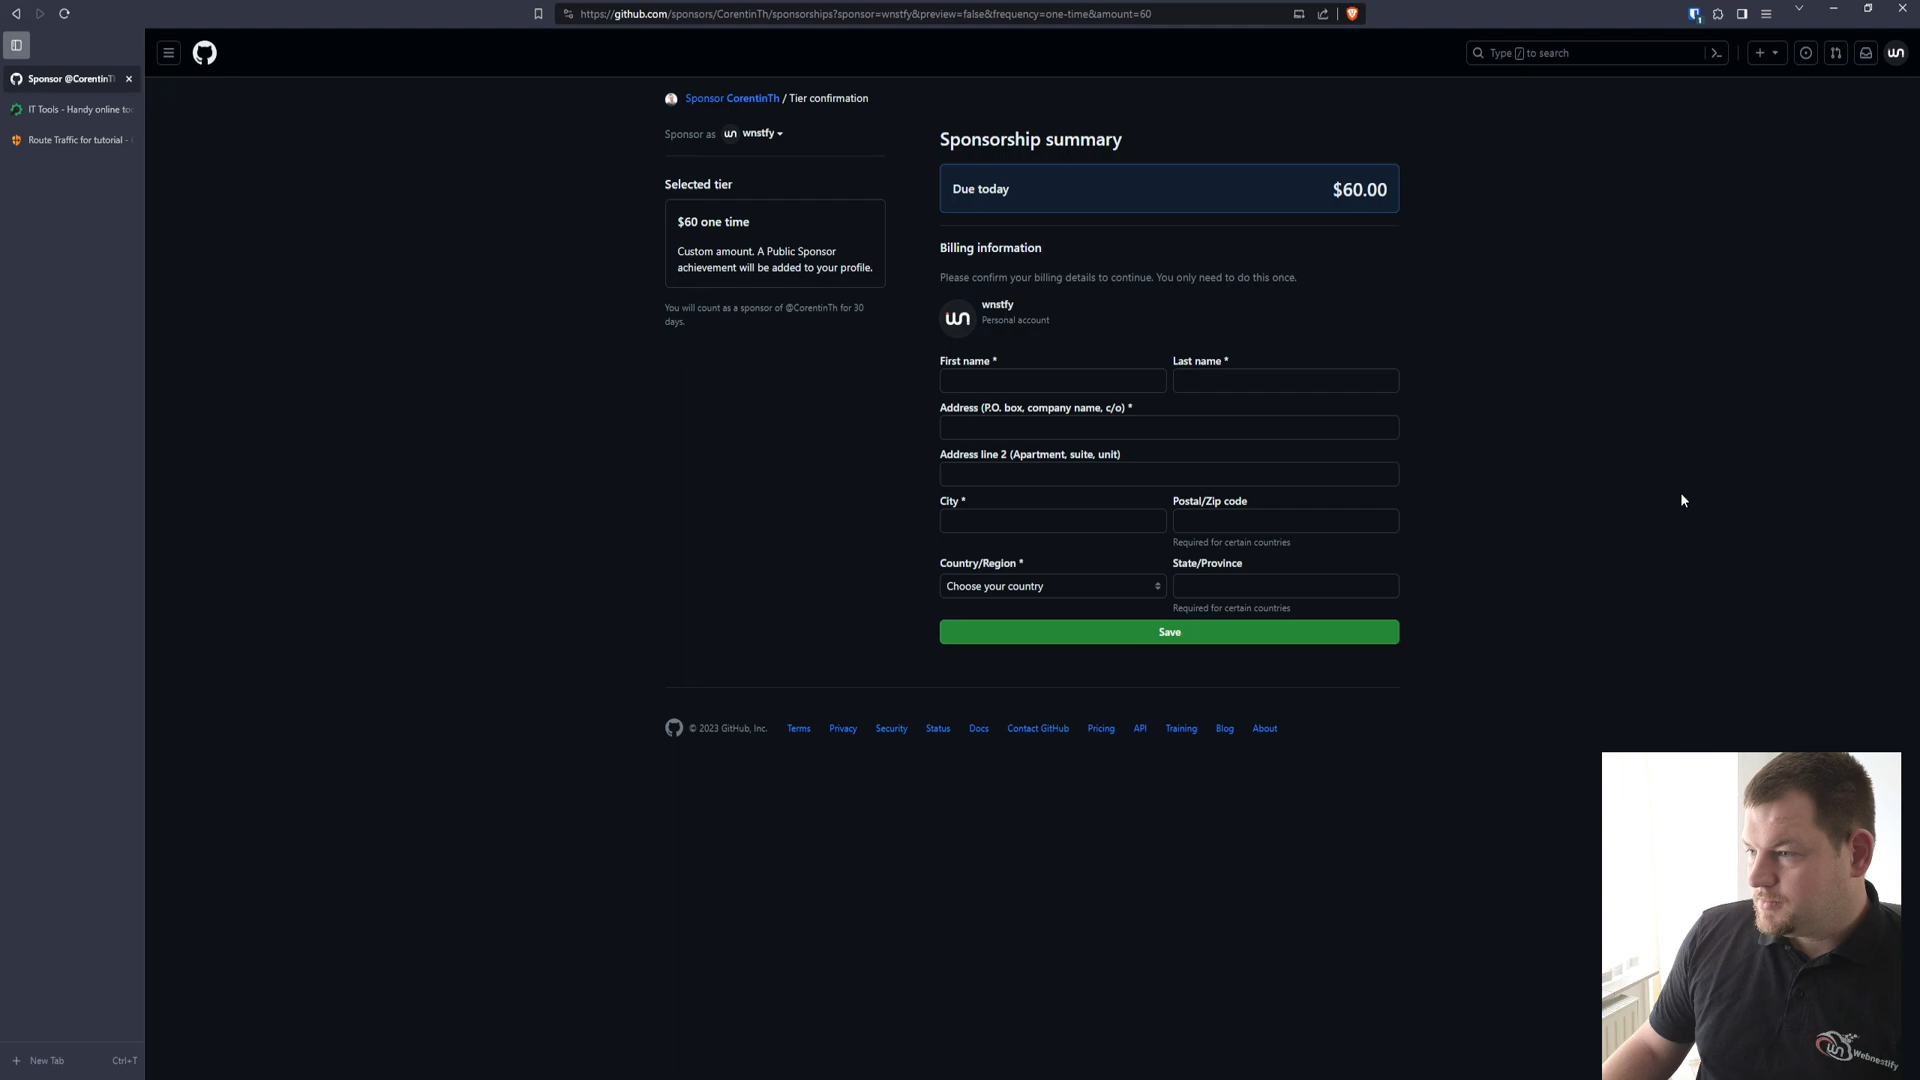 https://github.com/sponsors/CorentinTh/sponsorships?sponsor=wnstfy&preview=false&frequency=one-time&amount=60
1
Sponsor @CorentinT
IT Tools - Handy online to
Route Traffic for tutorial -
New Tab
Ctrl+T
Type / to search
wn
Sponsor CorentinTh / Tier confirmation
Sponsor as wn wnstfy
Selected tier
$60 one time
Custom amount. A Public Sponsor
achievement will be added to your profile.
You will count as a sponsor of @CorentinTh for 30
days.
Sponsorship summary
Due today $60.00
Billing information
Please confirm your billing details to continue. You only need to do this once.
wn
wnstfy
Personal account
First name * Last name *
Address (P.O. box, company name, c/o) *
Address line 2 (Apartment, suite, unit)
City * Postal/Zip code
Required for certain countries
Country/Region * State/Province
Choose your country
Required for certain countries
Save
© 2023 GitHub, Inc. Terms Privacy Security Status Docs Contact GitHub Pricing API Training Blog About
wn Webnestify